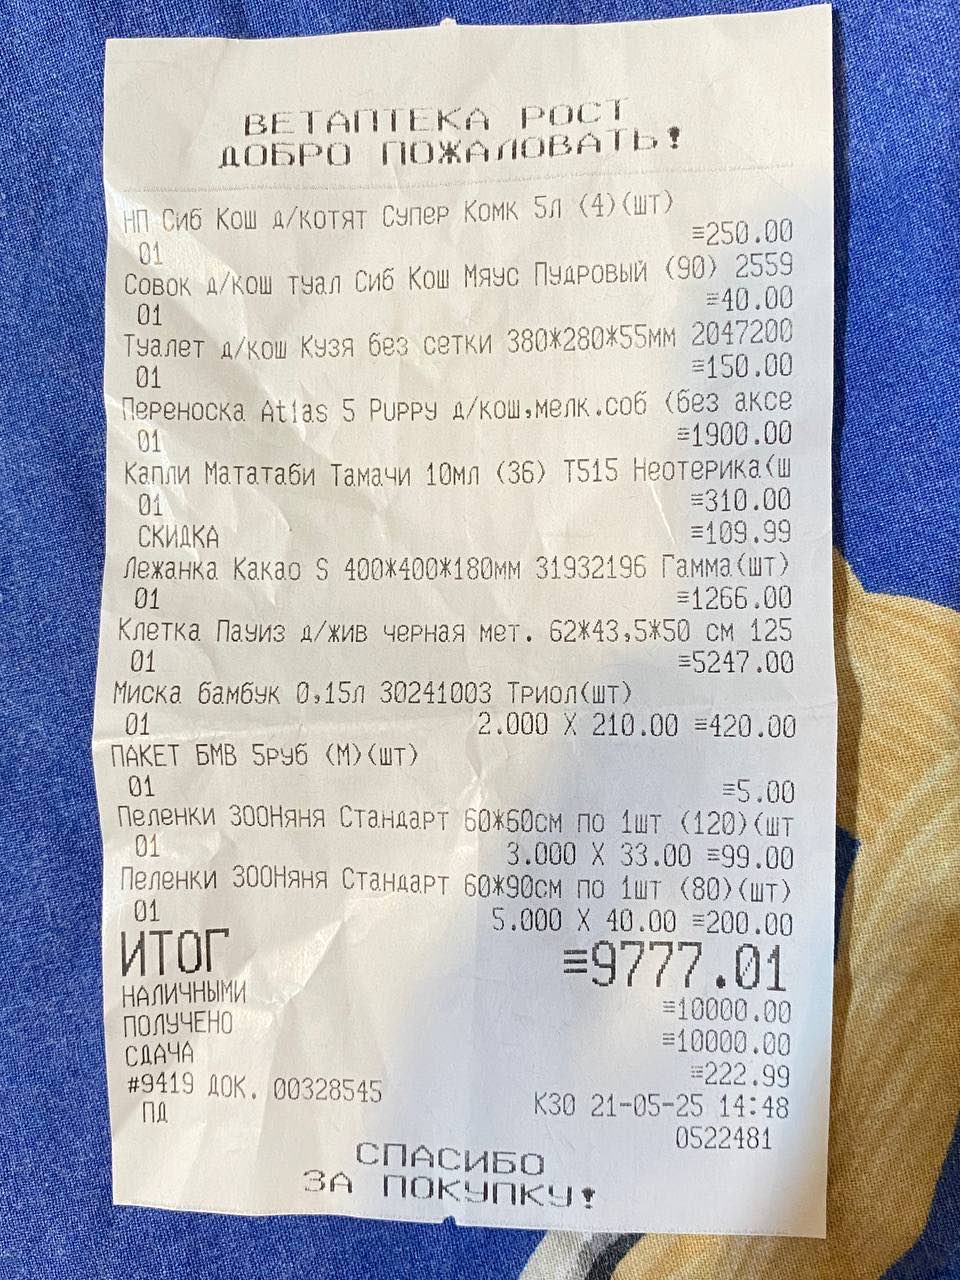 ВЕТАПТЕКА РОСТ
ДОБРО ПОЖАЛОВАТЬ!
НП Сиб Кош д/котят Супер Комк 5л (4)(шт)
01 ≡250.00
Совок д/кош туал Сиб Кош Мяус Пудровый (90) 2559
01 ≡40.00
Туалет д/кош Кузя без сетки 380*280*55мм 2047200
01 ≡150.00
Переноска Atlas 5 Puppy д/кош,мелк.соб (без аксе
01 ≡1900.00
Капли Мататаби Тамачи 10мл (36) Т515 Неотерика(ш
01 ≡310.00
СКИДКА ≡109.99
Лежанка Какао S 400*400*180мм 31932196 Гамма(шт)
01 ≡1266.00
Клетка Пауиз д/жив черная мет. 62*43,5*50 см 125
01 ≡5247.00
Миска бамбук 0,15л 30241003 Триол(шт)
01 2.000 X 210.00 ≡420.00
ПАКЕТ БМВ 5руб (М)(шт)
01 ≡5.00
Пеленки ЗООНяня Стандарт 60*60см по 1шт (120)(шт
01 3.000 X 33.00 ≡99.00
Пеленки ЗООНяня Стандарт 60*90см по 1шт (80)(шт)
01 5.000 X 40.00 ≡200.00
ИТОГ ≡9777.01
НАЛИЧНЫМИ ≡10000.00
ПОЛУЧЕНО ≡10000.00
СДАЧА ≡222.99
#9419 ДОК. 00328545 КЗ0 21-05-25 14:48
ПД 0522481
СПАСИБО
ЗА ПОКУПКУ!